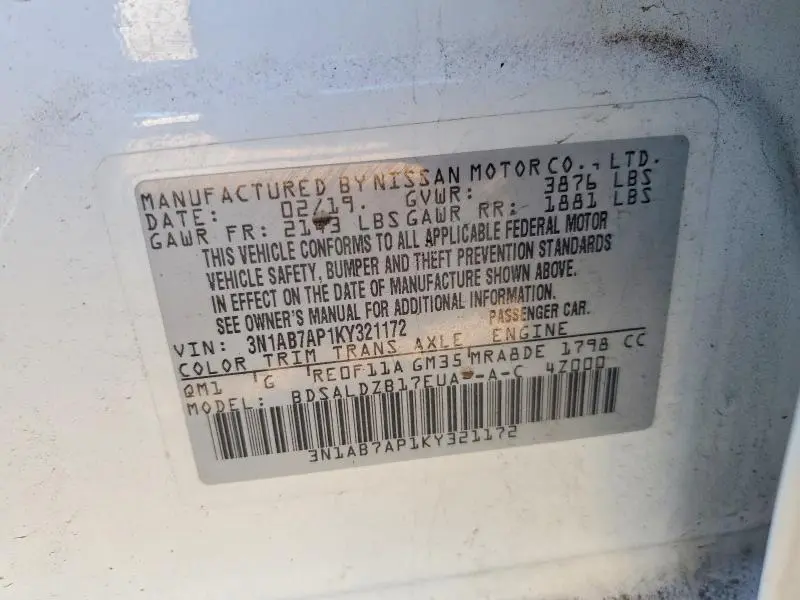 MANUFACTURED BY NISSAN MOTOR CO., LTD.
DATE: 02/19. GVWR: 3876 LBS
GAWR FR: LBS GAWR RR: 1881 LBS
THIS VEHICLE CONFORMS TO ALL APPLICABLE FEDERAL MOTOR
VEHICLE SAFETY, BUMPER AND THEFT PREVENTION STANDARDS
IN EFFECT ON THE DATE OF MANUFACTURE SHOWN ABOVE.
SEE OWNER'S MANUAL FOR ADDITIONAL INFORMATION.
VIN: 3N1AB7AP1KY321172 PASSENGER CAR.
COLOR TRIM TRANS AXLE ENGINE
QM1 G RE0F11A GM35 MRA8DE 1798 CC
MODEL: 4Z000
3N1AB7AP1KY321172